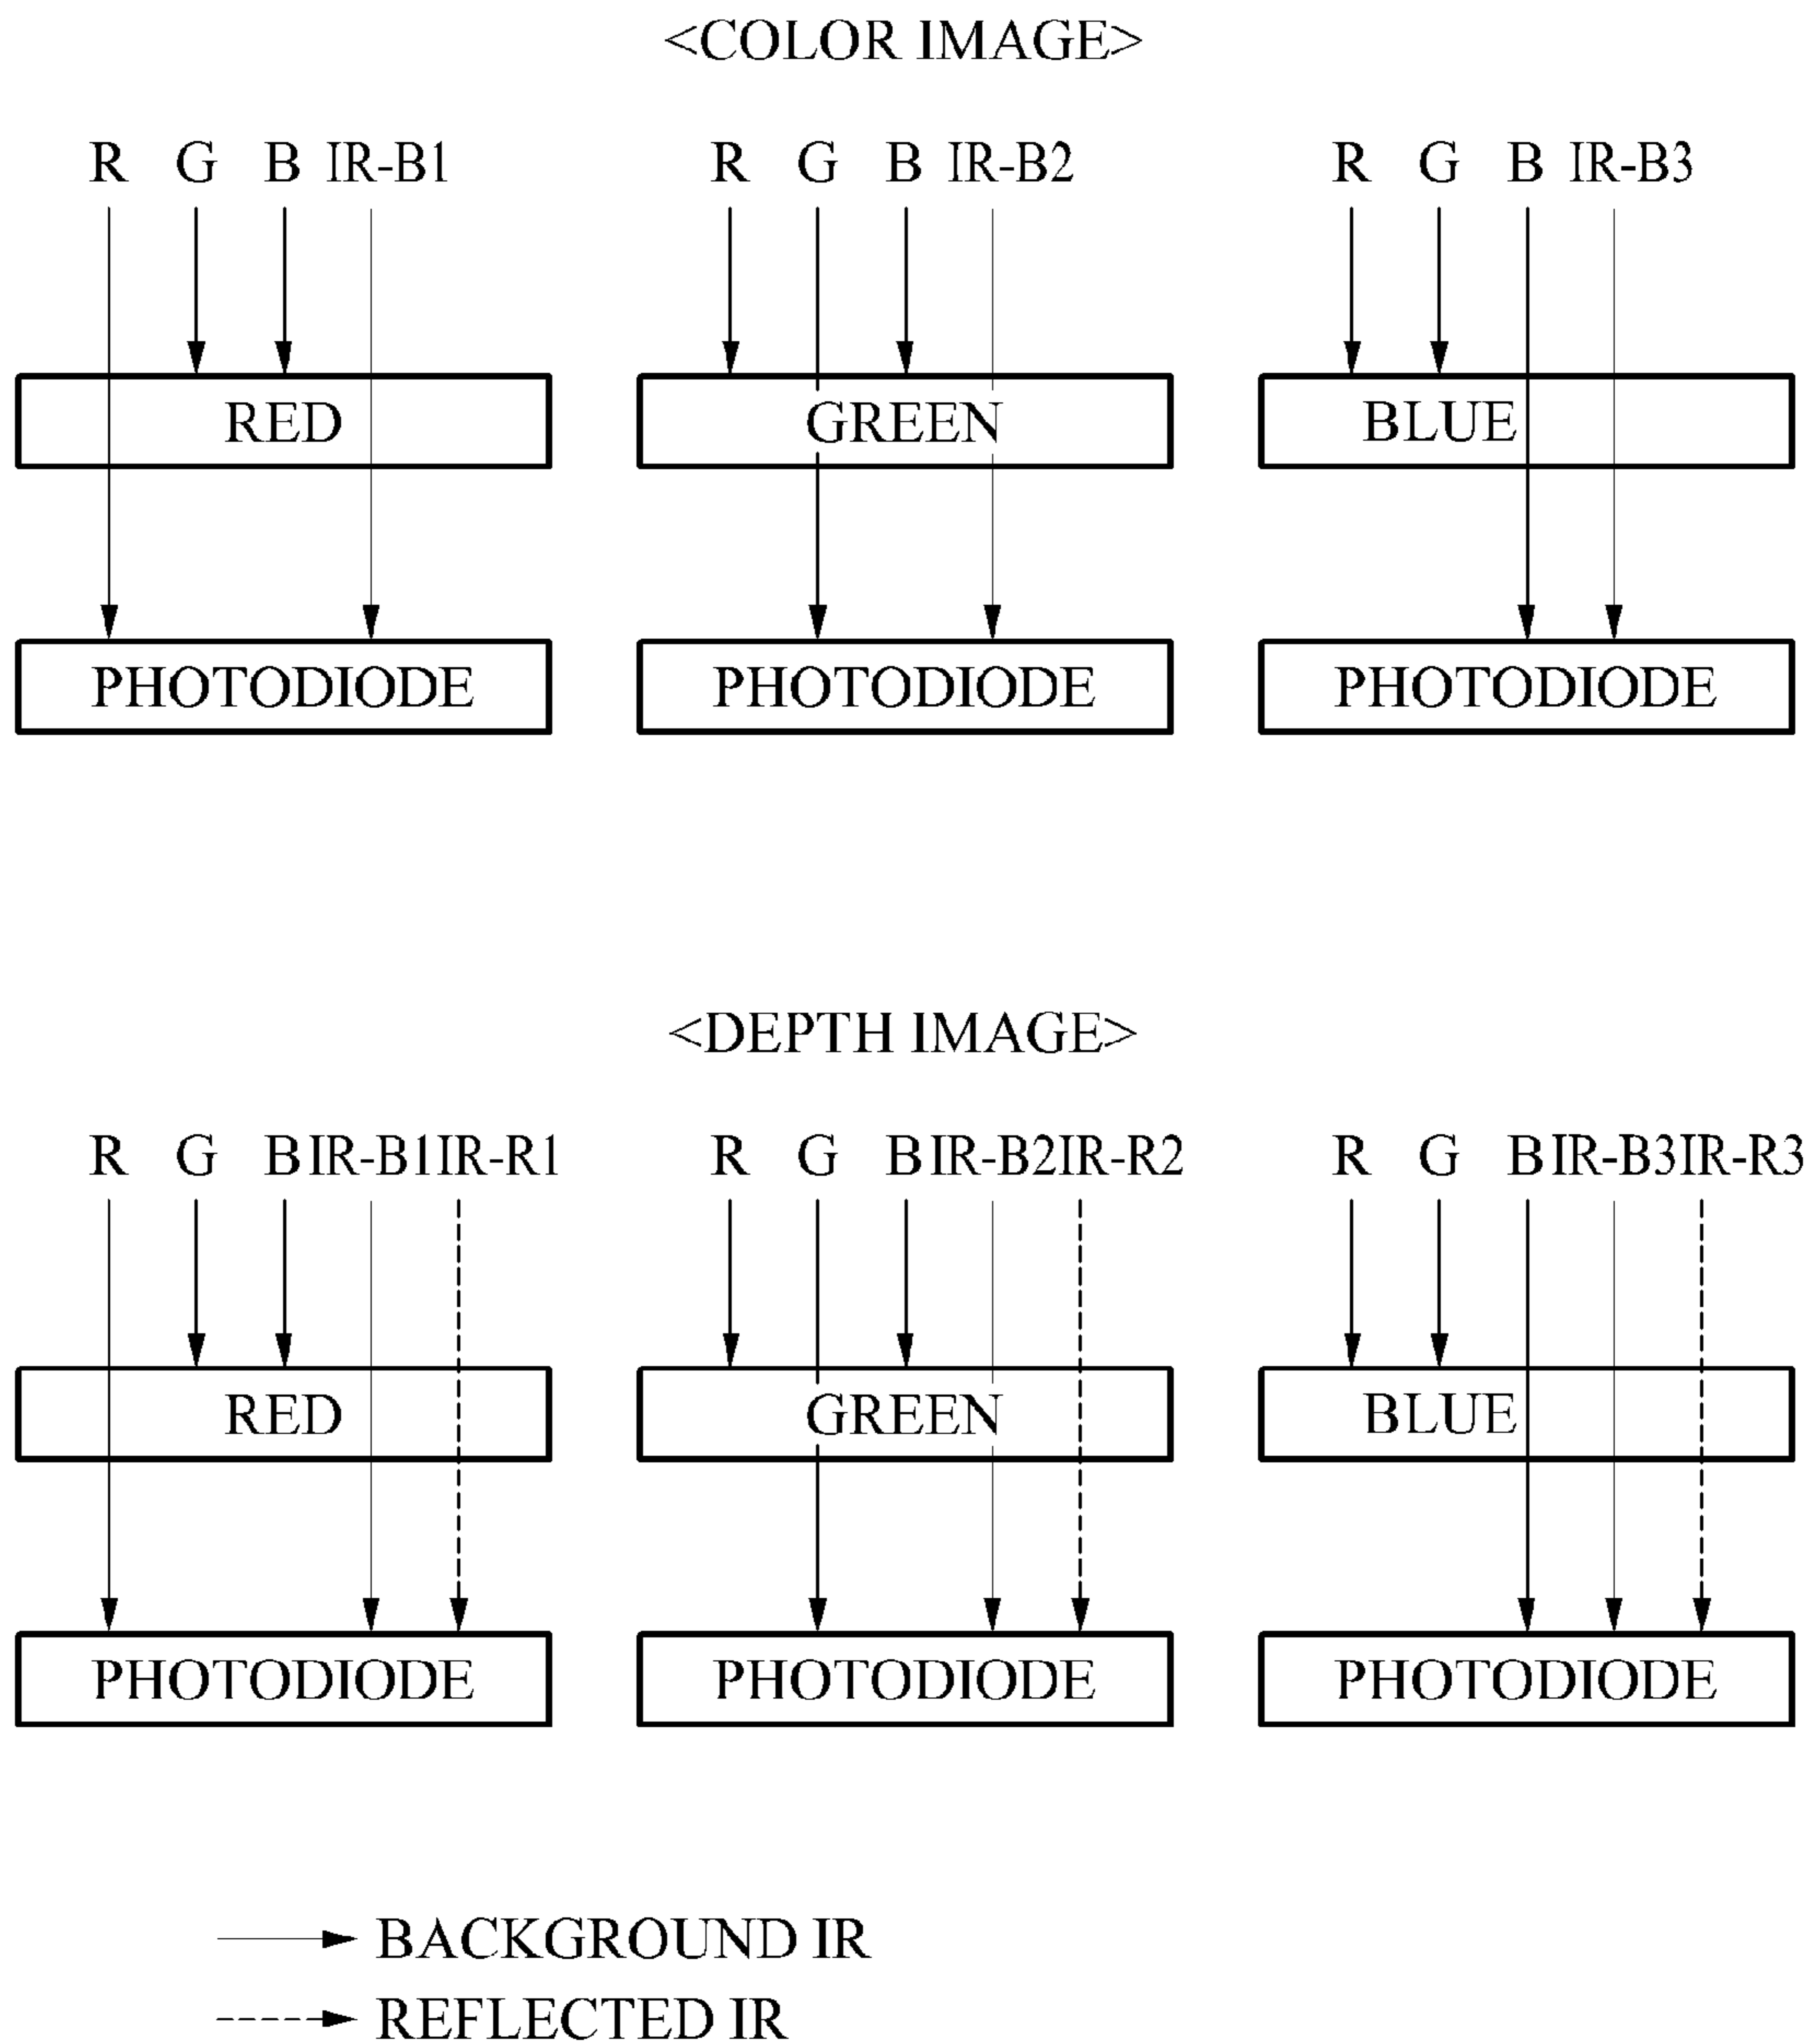 <COLOR IMAGE>
R G B IR-B1 R G B IR-B2 R G B IR-B3
RED GREEN BLUE
PHOTODIODE PHOTODIODE PHOTODIODE
<DEPTH IMAGE>
R G B IR-B1 IR-R1 R G B IR-B2 IR-R2 R G B IR-B3 IR-R3
RED GREEN BLUE
PHOTODIODE PHOTODIODE PHOTODIODE
BACKGROUND IR
REFLECTED IR